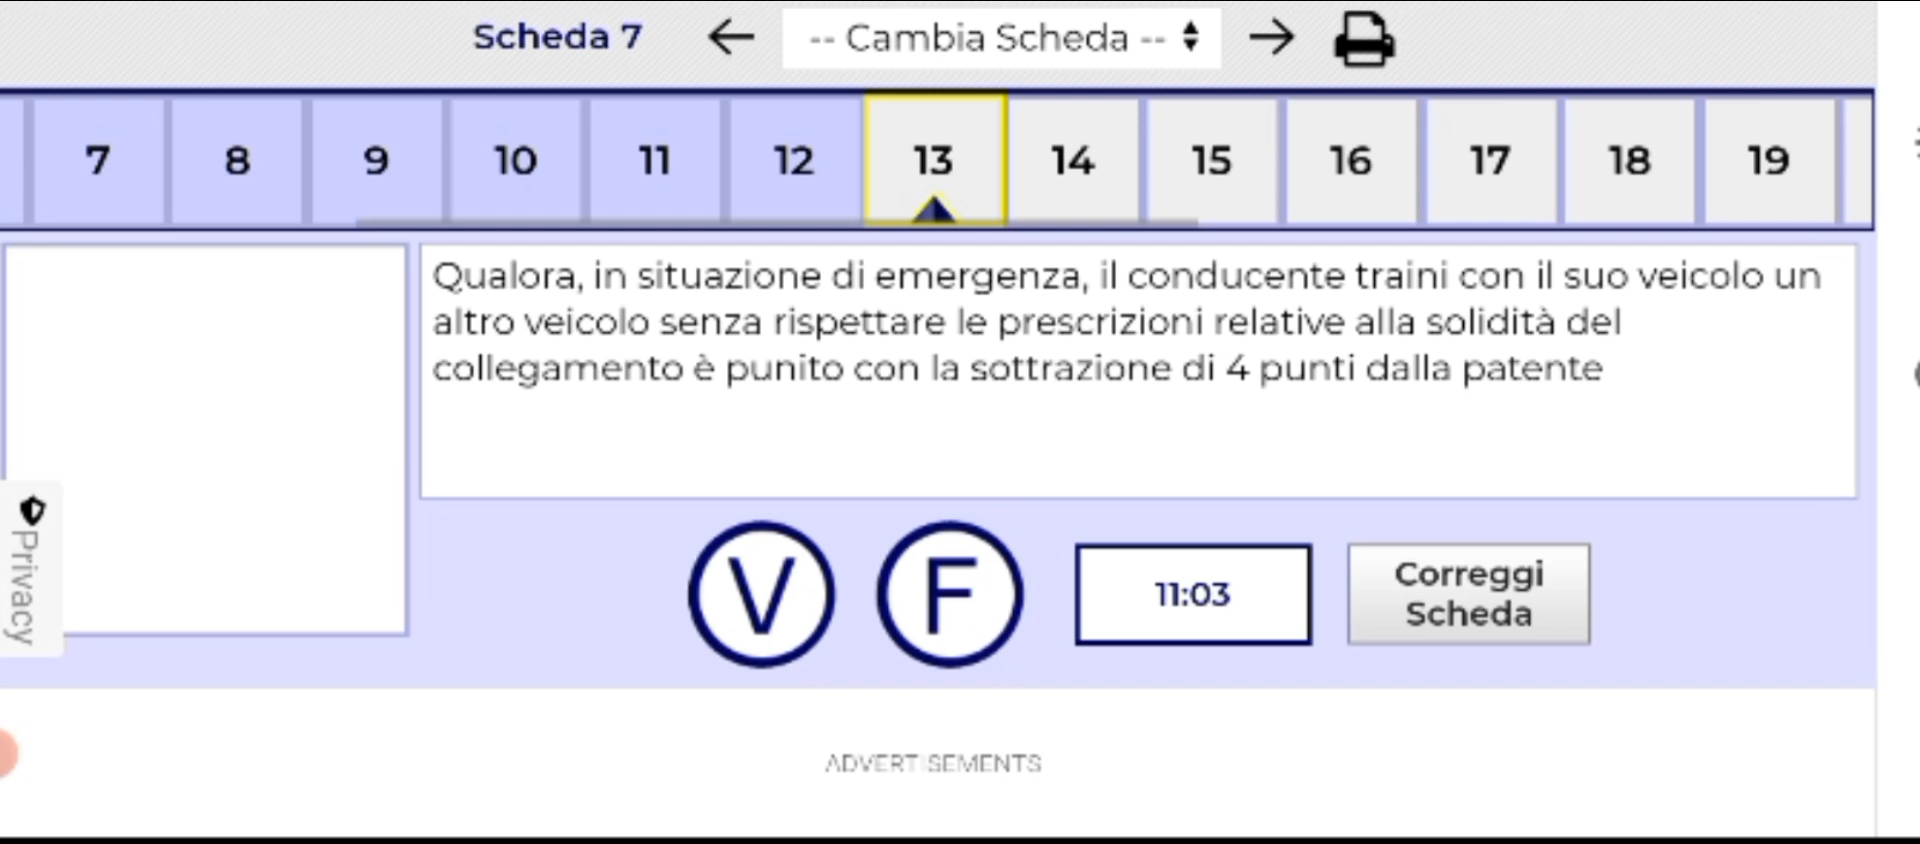 Scheda 7
-- Cambia Scheda --
7 8 9 10 11 12 13 14 15 16 17 18 19
Qualora, in situazione di emergenza, il conducente traini con il suo veicolo un
altro veicolo senza rispettare le prescrizioni relative alla solidità del
collegamento è punito con la sottrazione di 4 punti dalla patente
Privacy
V F 11:03 Correggi
Scheda
ADVERTISEMENTS